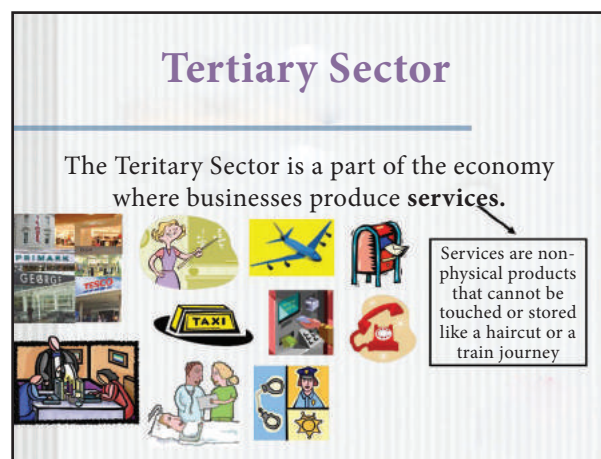 Tertiary Sector
The Teritary Sector is a part of the economy
where businesses produce services.
Services are non-
physical products
that cannot be
touched or stored
like a haircut or a
train journey
PRIMARK
GEORGE
TESCO
TAXI